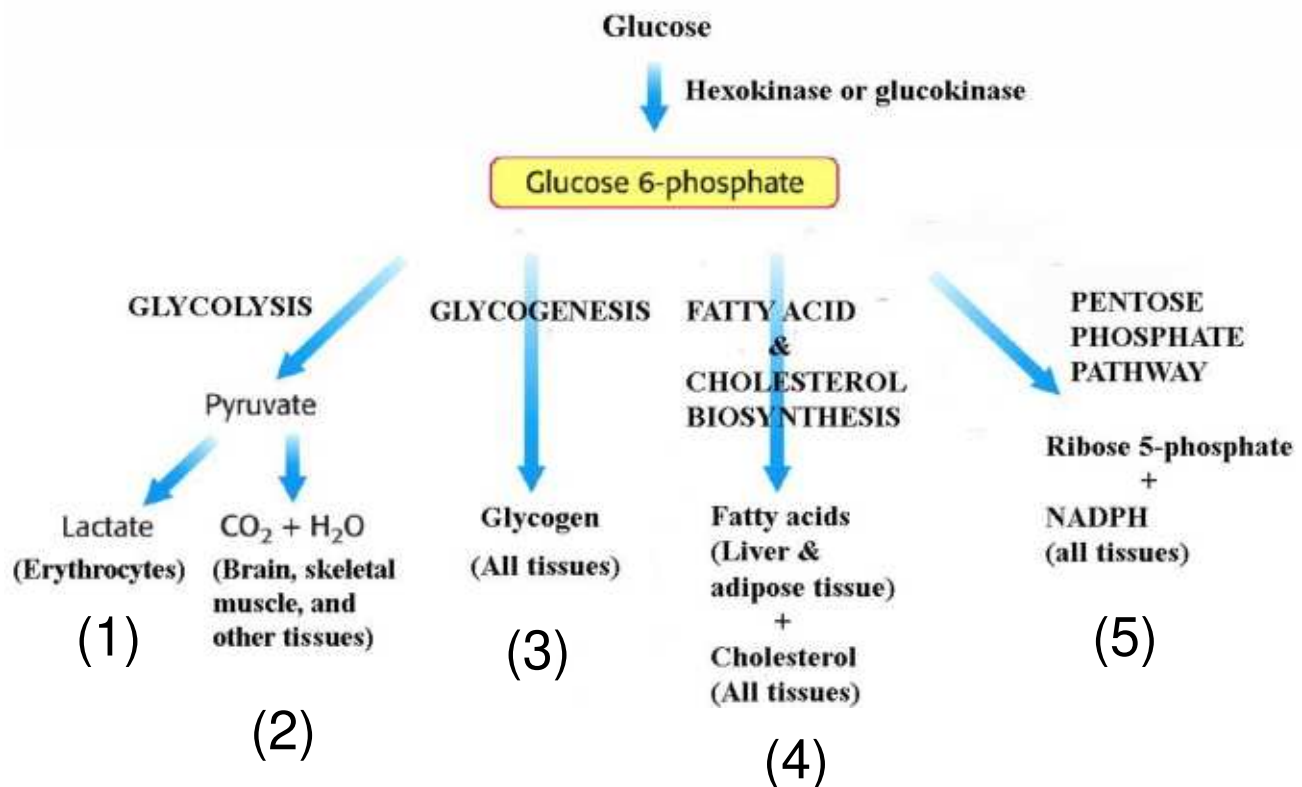 Glucose
Hexokinase or glucokinase
Glucose 6-phosphate
GLYCOLYSIS
Pyruvate
Lactate
(Erythrocytes)
(1)
CO₂ + H₂O
(Brain, skeletal
muscle, and
other tissues)
(2)
GLYCOGENESIS
Glycogen
(All tissues)
(3)
FATTY ACID
&
CHOLESTEROL
BIOSYNTHESIS
Fatty acids
(Liver &
adipose tissue)
+
Cholesterol
(All tissues)
(4)
PENTOSE
PHOSPHATE
PATHWAY
Ribose 5-phosphate
+
NADPH
(all tissues)
(5)